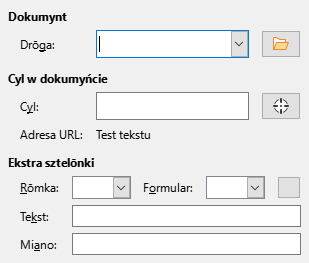 Dokumynt
Drōga:
Cyl w dokumyńcie
Cyl:
Adresa URL: Test tekstu
Ekstra sztelōnki
Rōmka: Formular:
Tekst:
Miano: